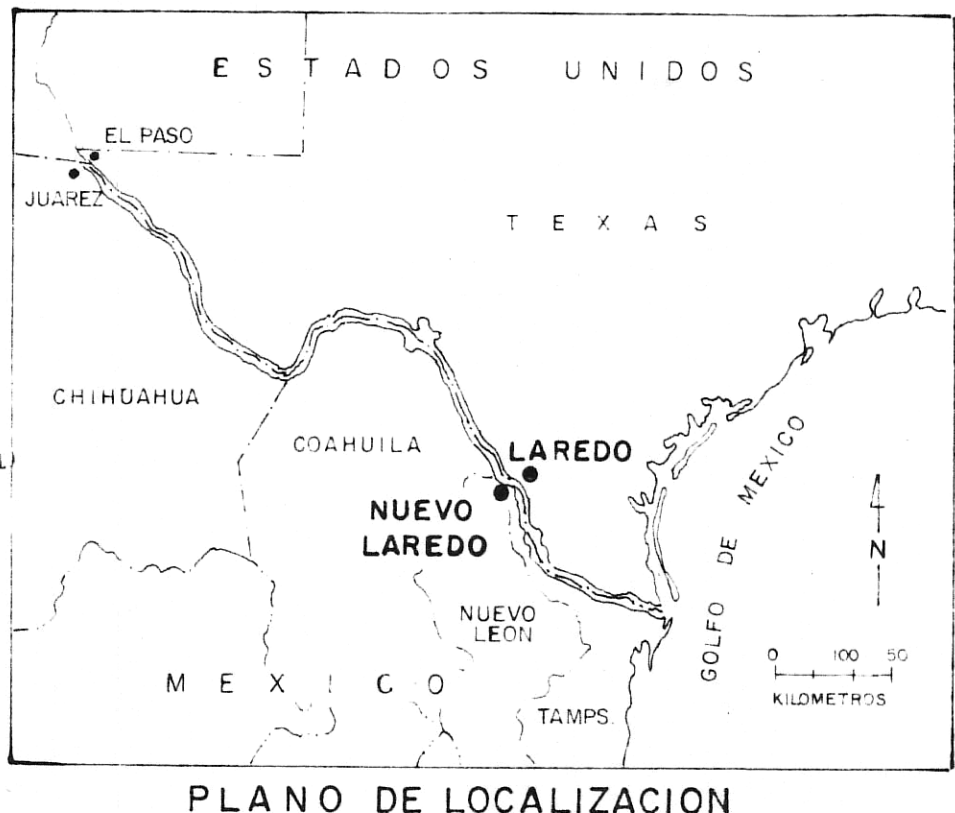 ESTADOS UNIDOS
EL PASO
JUAREZ
TEXAS
CHIHUAHUA
COAHUILA
LAREDO
NUEVO
LAREDO
GOLFO DE MEXICO
N
NUEVO
LEON
0 100 50
KILOMETROS
MEXICO
TAMPS.
PLANO DE LOCALIZACION